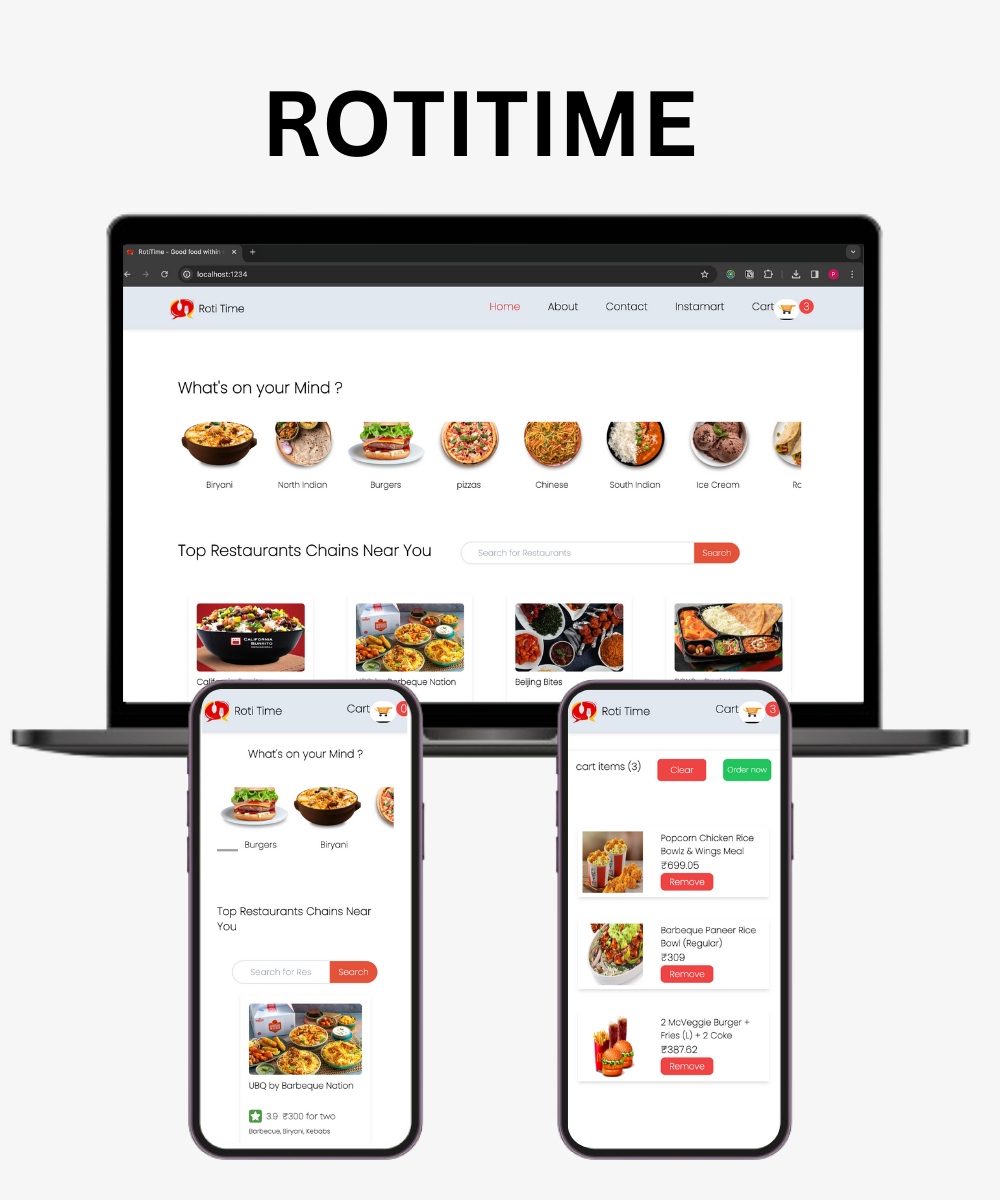 ROTITIME
RotiTime - Good food within
localhost:1234
P
Roti Time
Home
About
Contact
Instamart
Cart
3
What's on your Mind ?
Biryani
North Indian
Burgers
pizzas
Chinese
South Indian
Ice Cream
Ro
Top Restaurants Chains Near You
Search for Restaurants
Search
CALIFORNIA
BURRITO
UBQ by Barbeque Nation
Beijing Bites
Roti Time
Cart
0
What's on your Mind ?
Burgers
Biryani
Top Restaurants Chains Near
You
Search for Res
Search
UBQ by Barbeque Nation
3.9 ₹300 for two
Barbecue, Biryani, Kebabs
Roti Time
Cart
3
cart items (3)
Clear
Order now
Popcorn Chicken Rice
Bowlz & Wings Meal
₹699.05
Remove
Barbeque Paneer Rice
Bowl (Regular)
₹309
Remove
2 McVeggie Burger +
Fries (L) + 2 Coke
₹387.62
Remove